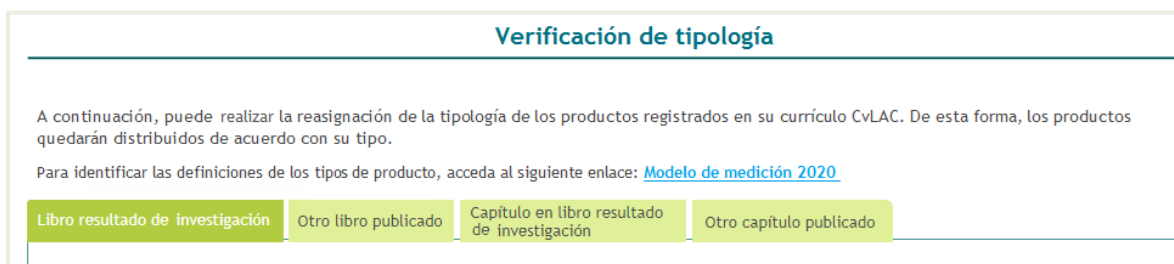 Verificación de tipología
A continuación, puede realizar la reasignación de la tipología de los productos registrados en su currículo CvLAC. De esta forma, los productos
quedarán distribuidos de acuerdo con su tipo.
Para identificar las definiciones de los tipos de producto, acceda al siguiente enlace: Modelo de medición 2020
Libro resultado de investigación
Otro libro publicado
Capítulo en libro resultado
de investigación
Otro capítulo publicado